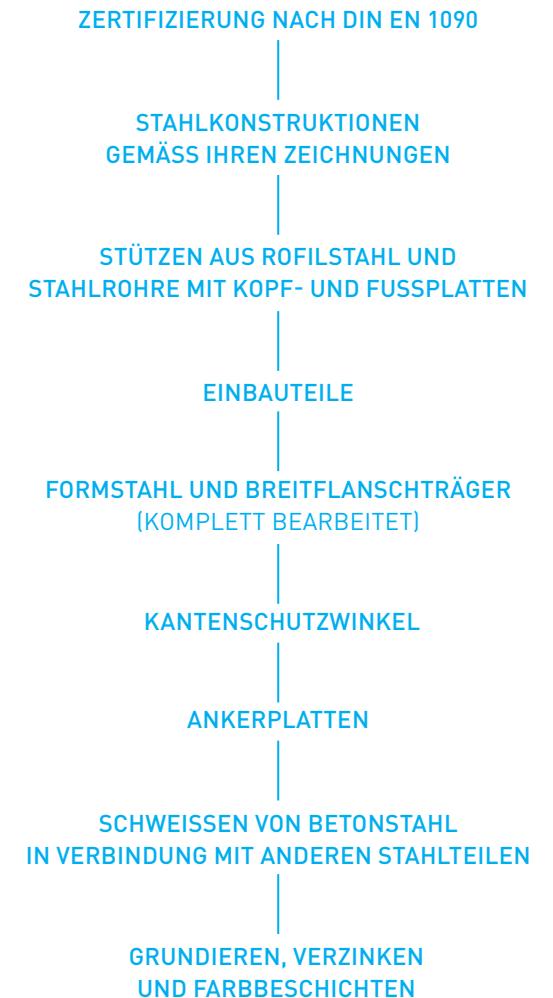 ZERTIFIZIERUNG NACH DIN EN 1090
STAHLKONSTRUKTIONEN
GEMÄSS IHREN ZEICHNUNGEN
STÜTZEN AUS ROFILSTAHL UND
STAHLROHRE MIT KOPF- UND FUSSPLATTEN
EINBAUTEILE
FORMSTAHL UND BREITFLANSCHTRÄGER
(KOMPLETT BEARBEITET)
KANTENSCHUTZWINKEL
ANKERPLATTEN
SCHWEISSEN VON BETONSTAHL
IN VERBINDUNG MIT ANDEREN STAHLTEILEN
GRUNDIEREN, VERZINKEN
UND FARBBESCHICHTEN